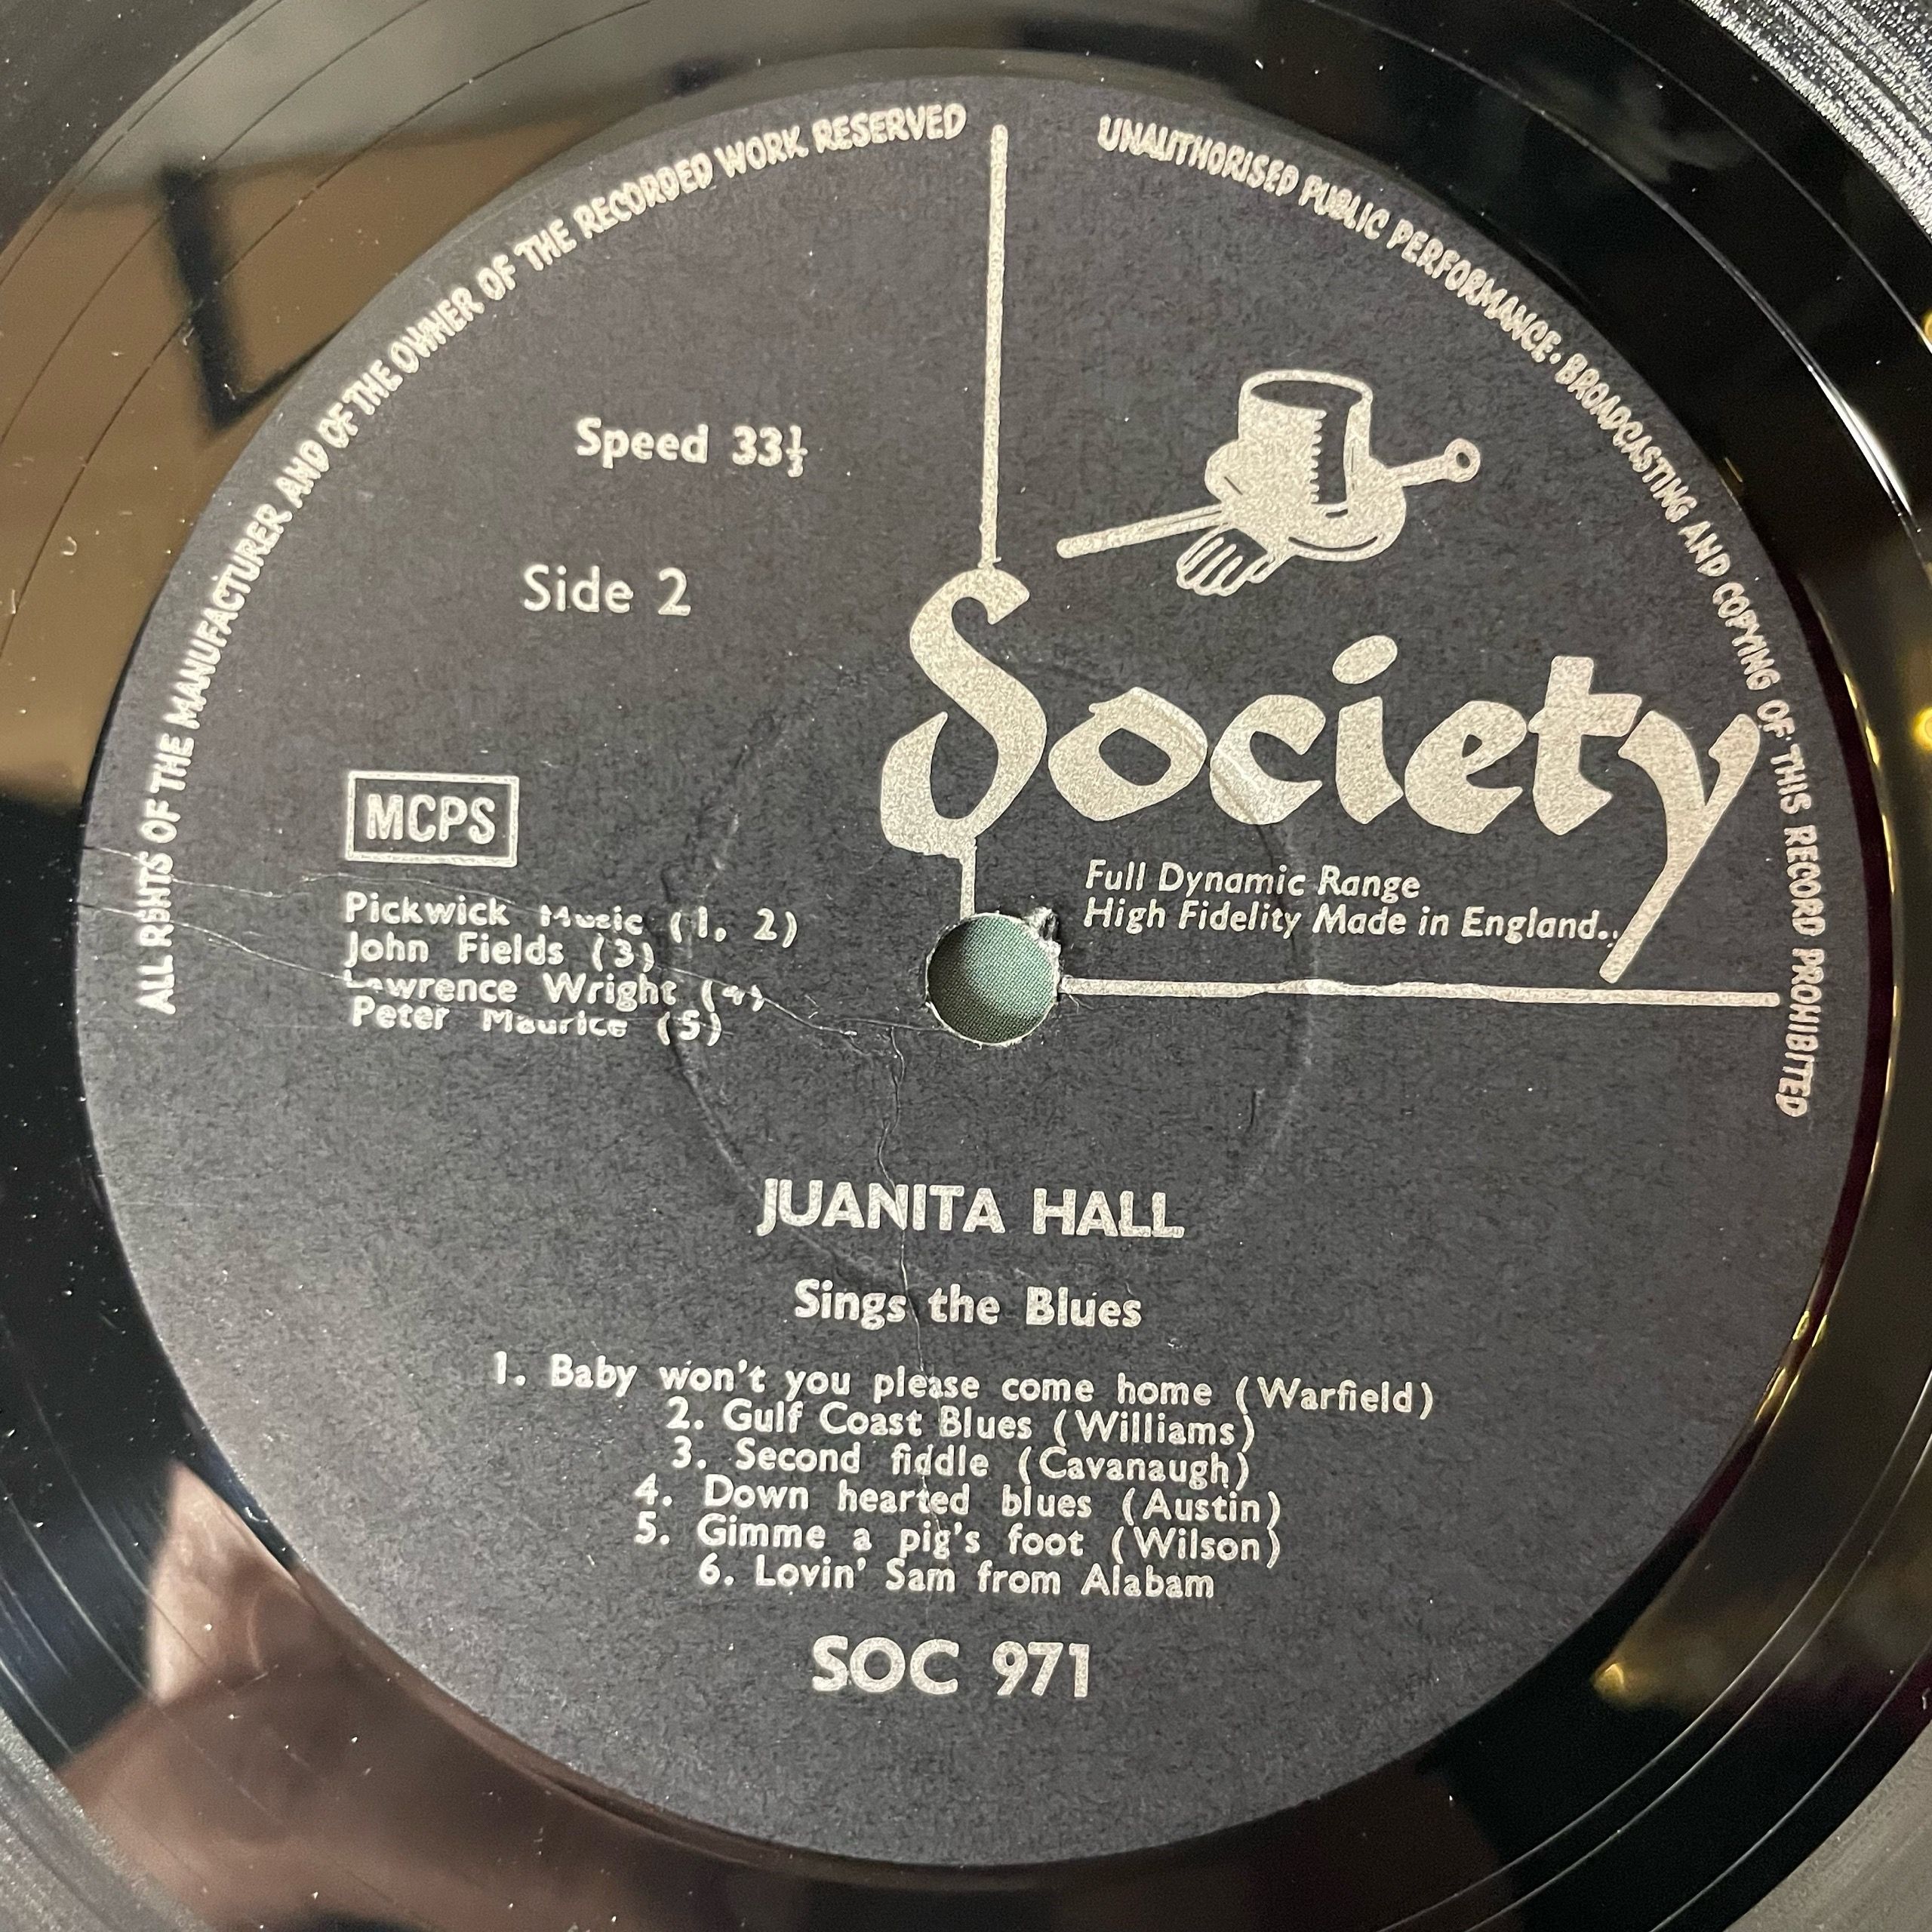 ALL RIGHTS OF THE MANUFACTURER AND OF THE OWNER OF THE RECORDED WORK RESERVED
UNAUTHORISED PUBLIC PERFORMANCE. BROADCASTING AND COPYING OF THIS RECORD PROHIBITED
Speed 33⅓
Side 2
Society
Full Dynamic Range
High Fidelity Made in England..
MCPS
Pickwick Music (1, 2)
John Fields (3)
Lawrence Wright (4)
Peter Maurice (5)
JUANITA HALL
Sings the Blues
1. Baby won't you please come home (Warfield)
2. Gulf Coast Blues (Williams)
3. Second fiddle (Cavanaugh)
4. Down hearted blues (Austin)
5. Gimme a pig's foot (Wilson)
6. Lovin' Sam from Alabam
SOC 971